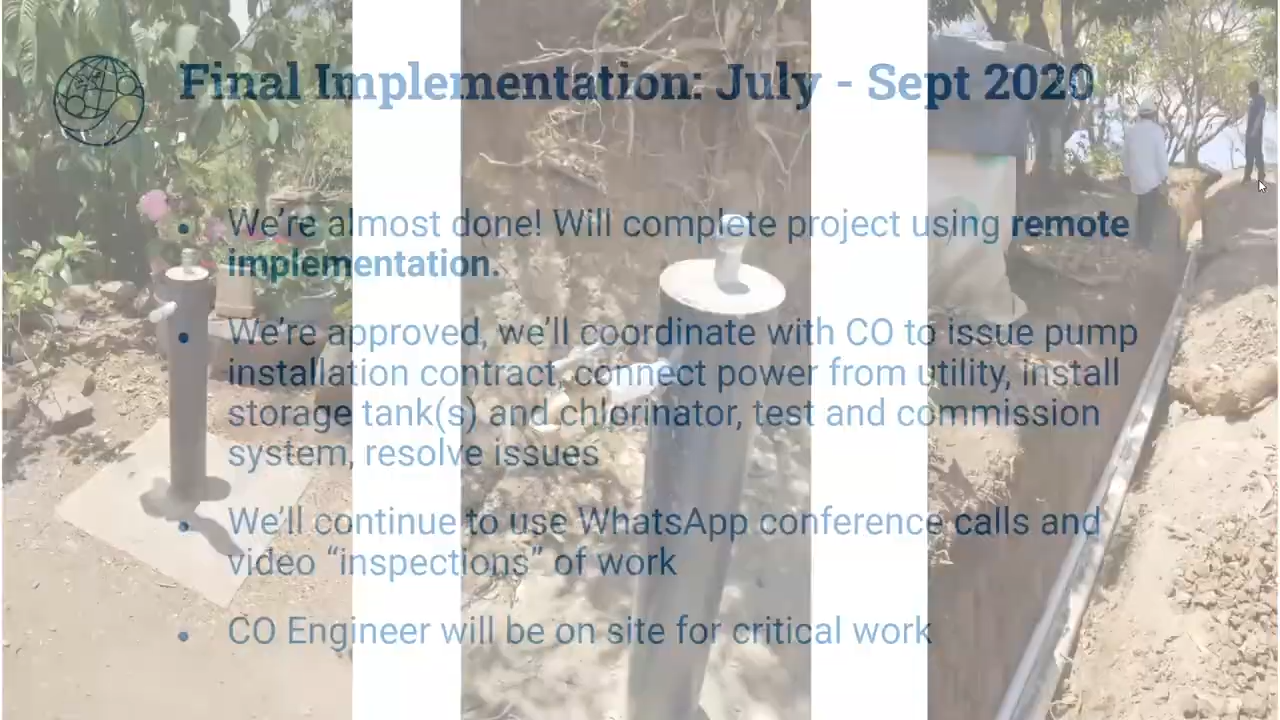 Final Implementation: July - Sept 2020
• We’re almost done! Will complete project using remote
implementation.
• We’re approved, we’ll coordinate with CO to issue pump
installation contract, connect power from utility, install
storage tank(s) and chlorinator, test and commission
system, resolve issues
• We’ll continue to use WhatsApp conference calls and
video “inspections” of work
• CO Engineer will be on site for critical work